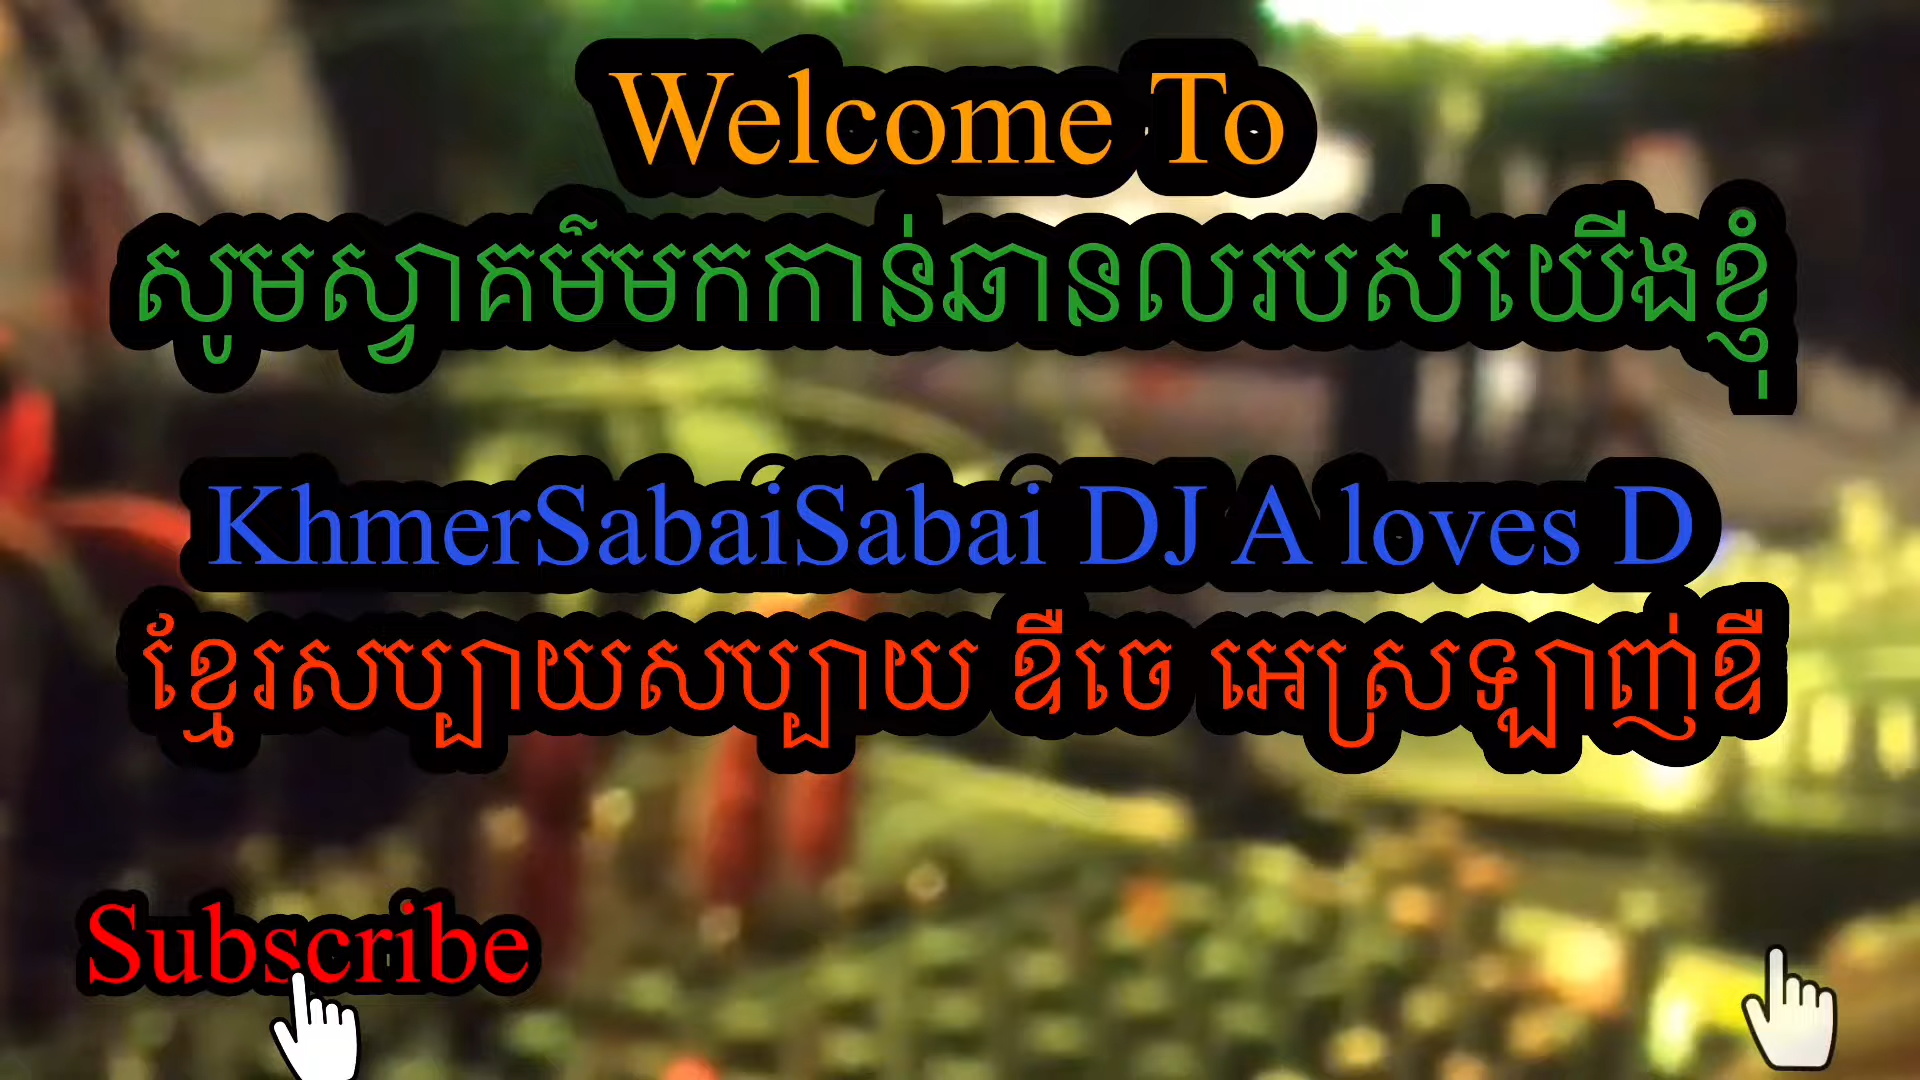 Welcome To
សូមស្វាគម៌មកកាន់ឆានលរបស់យើងខ្ញុំ
KhmerSabaiSabai DJ A loves D
ខ្មែរសប្បាយសប្បាយ ឌឺចេ អេស្រឡាញ់ឌឺ
Subscribe